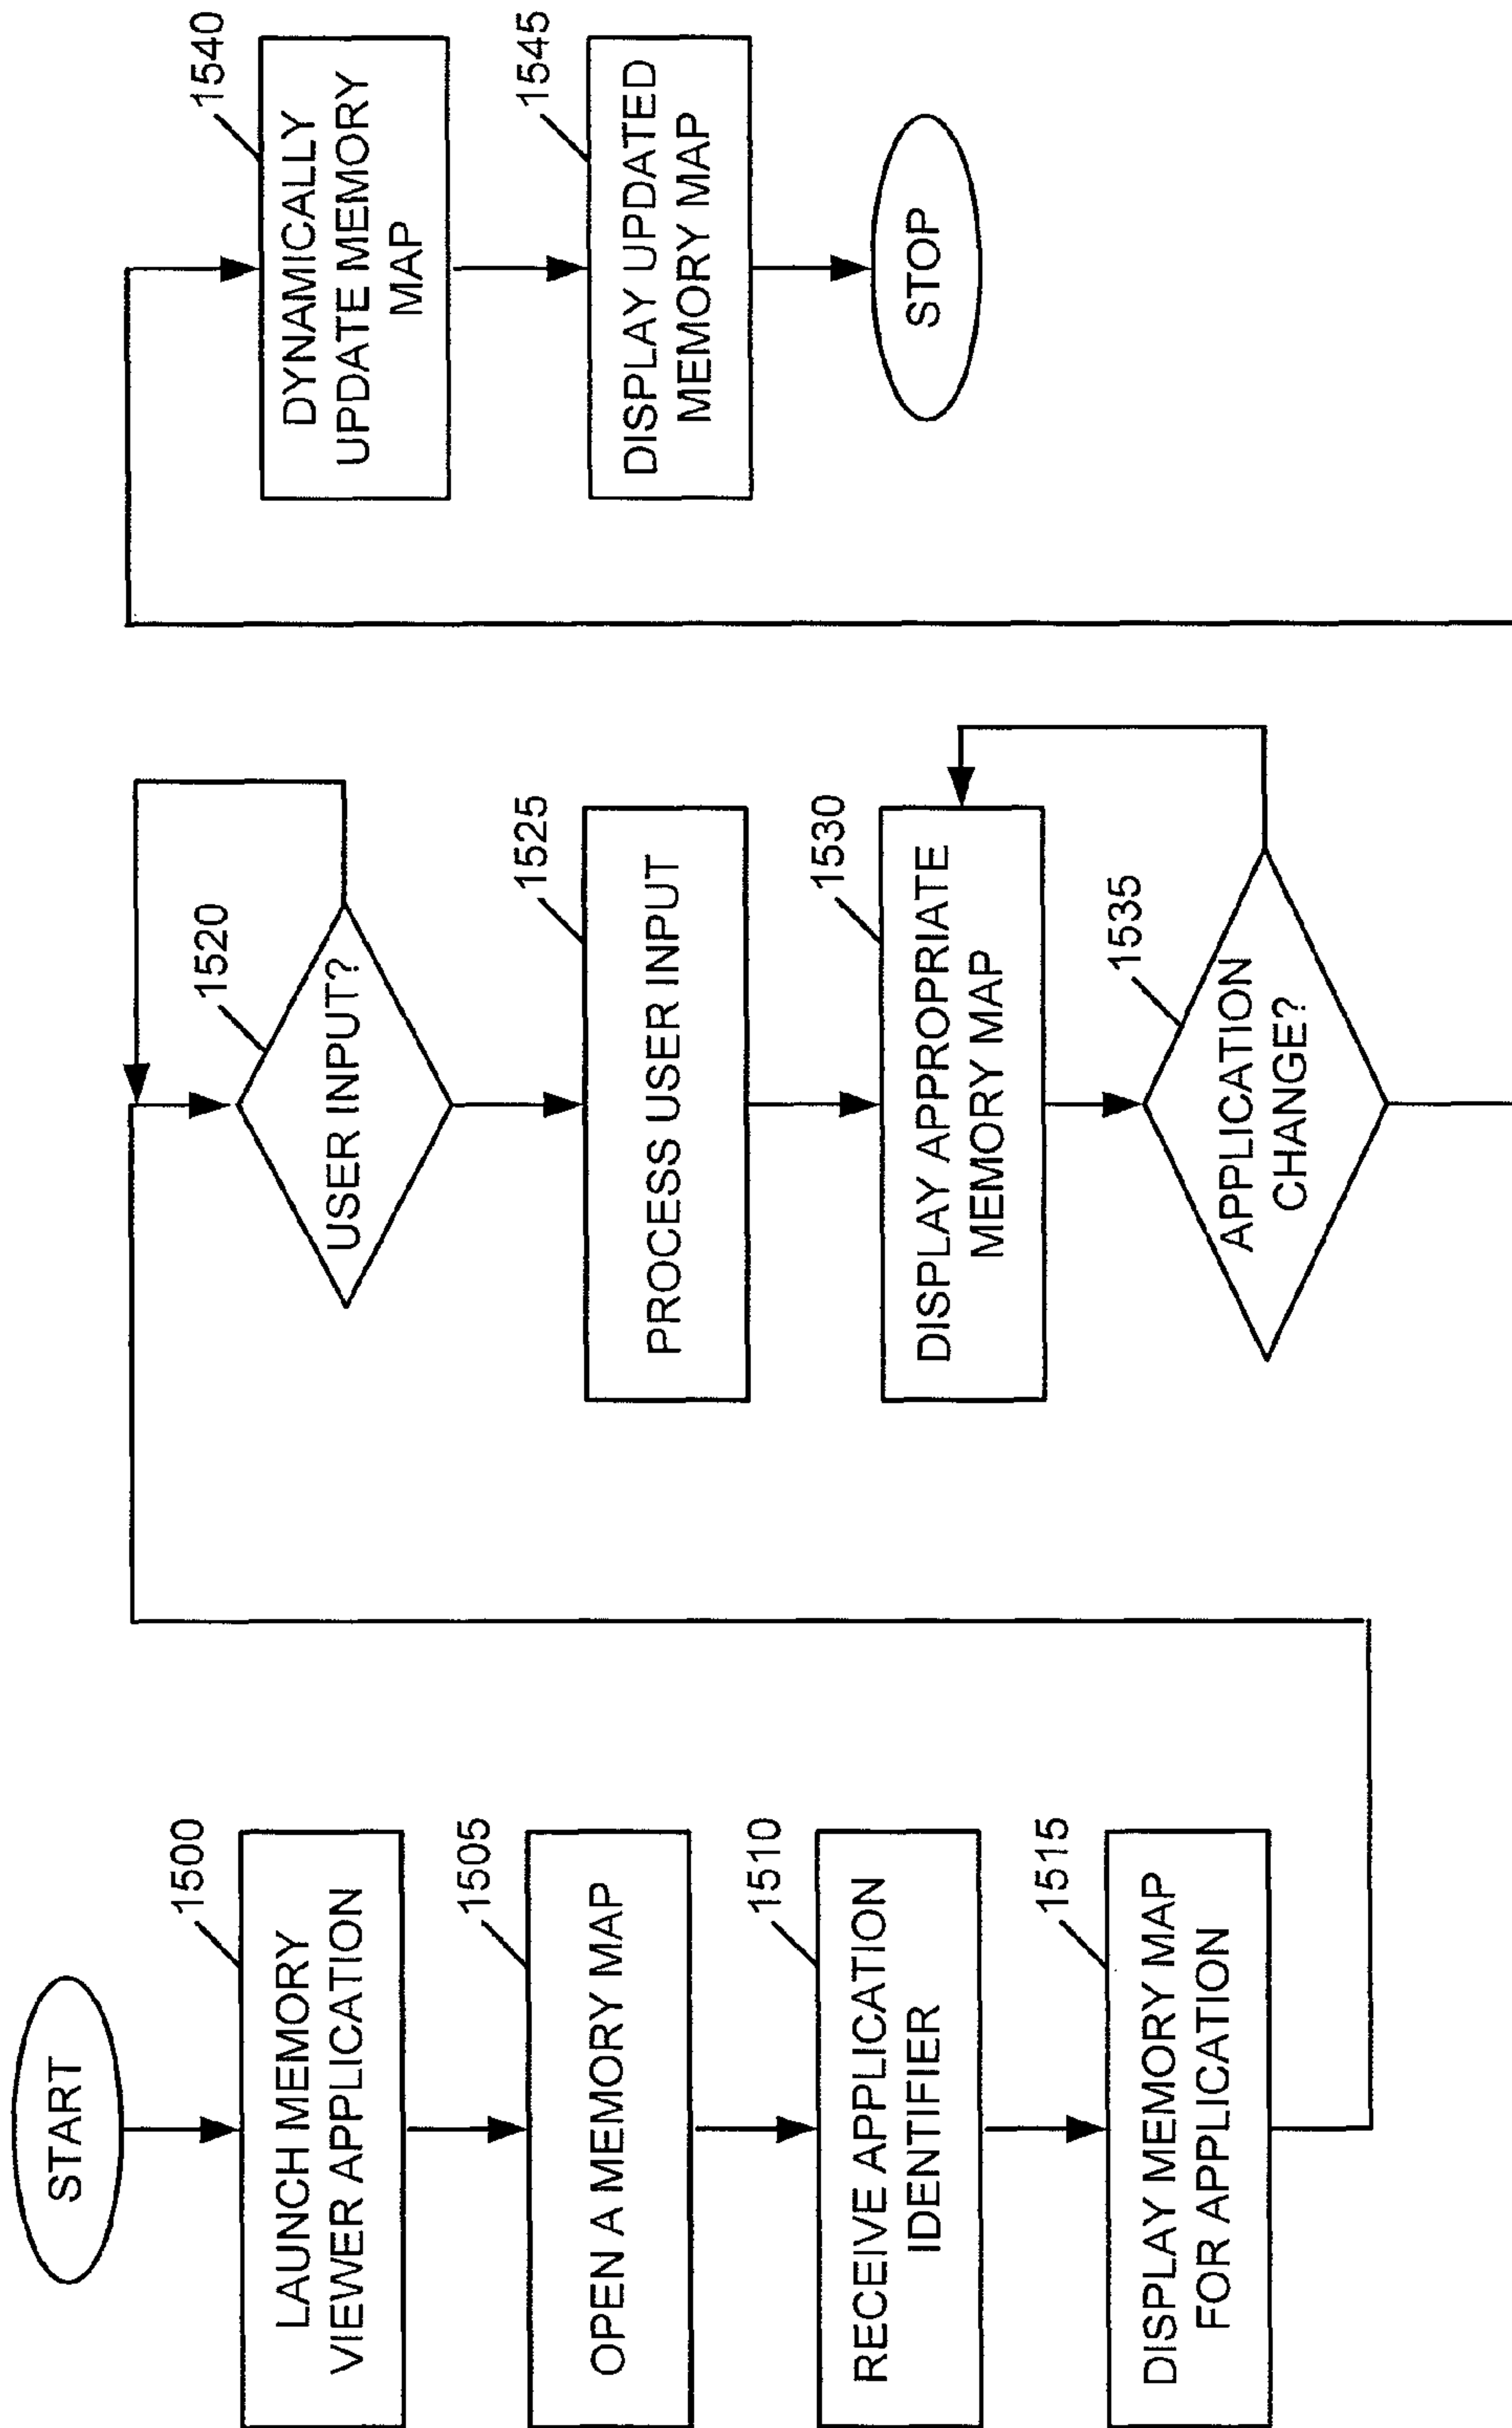 START
1500
LAUNCH MEMORY
VIEWER APPLICATION
1505
OPEN A MEMORY MAP
1510
RECEIVE APPLICATION
IDENTIFIER
1515
DISPLAY MEMORY MAP
FOR APPLICATION
1520
USER INPUT?
1525
PROCESS USER INPUT
1530
DISPLAY APPROPRIATE
MEMORY MAP
1535
APPLICATION
CHANGE?
1540
DYNAMICALLY
UPDATE MEMORY
MAP
1545
DISPLAY UPDATED
MEMORY MAP
STOP